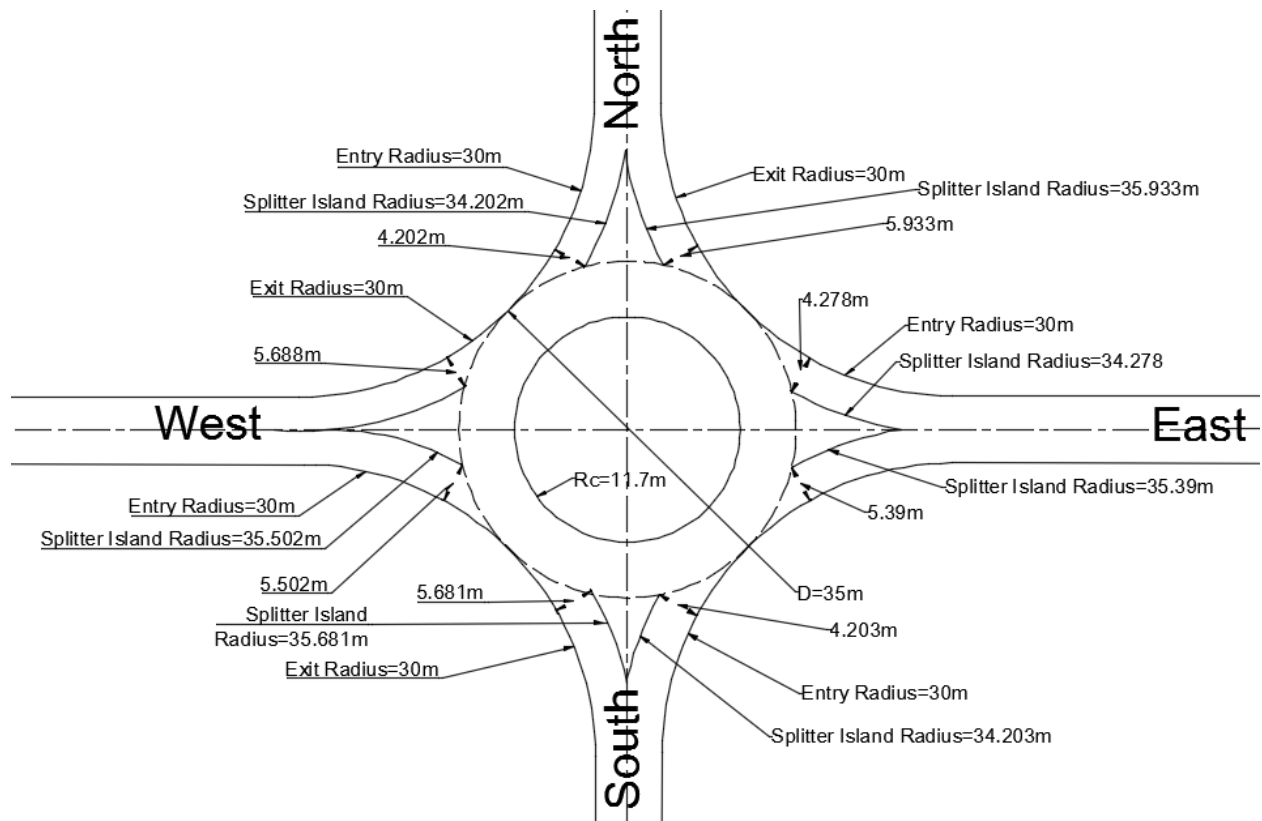 North
Entry Radius=30m
Exit Radius=30m
Splitter Island Radius=35.933m
Splitter Island Radius=34.202m
5.933m
4.202m
Exit Radius=30m
4.278m
Entry Radius=30m
5.688m
Splitter Island Radius=34.278
West
East
Rc=11.7m
Splitter Island Radius=35.39m
Entry Radius=30m
5.39m
Splitter Island Radius=35.502m
5.502m
5.681m
D=35m
Splitter Island
Radius=35.681m
4.203m
Exit Radius=30m
Entry Radius=30m
Splitter Island Radius=34.203m
South